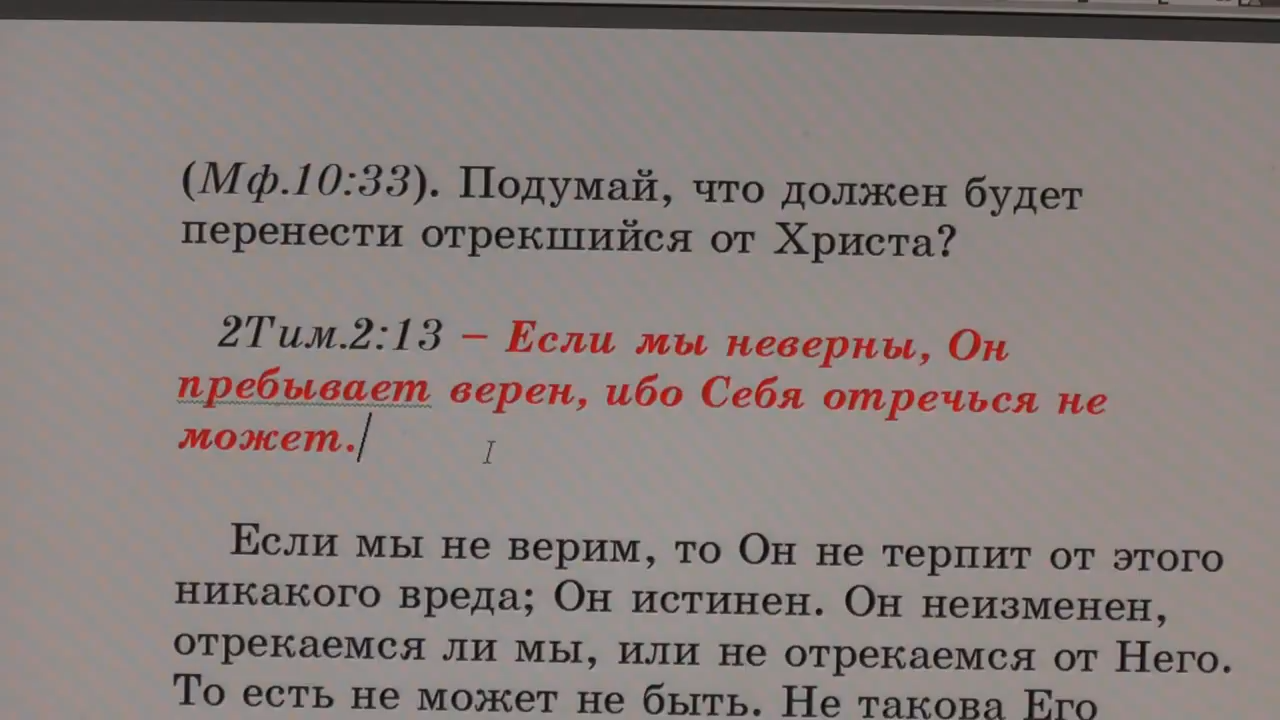 (Мф.10:33). Подумай, что должен будет
перенести отрекшийся от Христа?
2Тим.2:13 – Если мы неверны, Он
пребывает верен, ибо Себя отречься не
может.
Если мы не верим, то Он не терпит от этого
никакого вреда; Он истинен. Он неизменен,
отрекаемся ли мы, или не отрекаемся от Него.
То есть не может не быть. Не такова Его